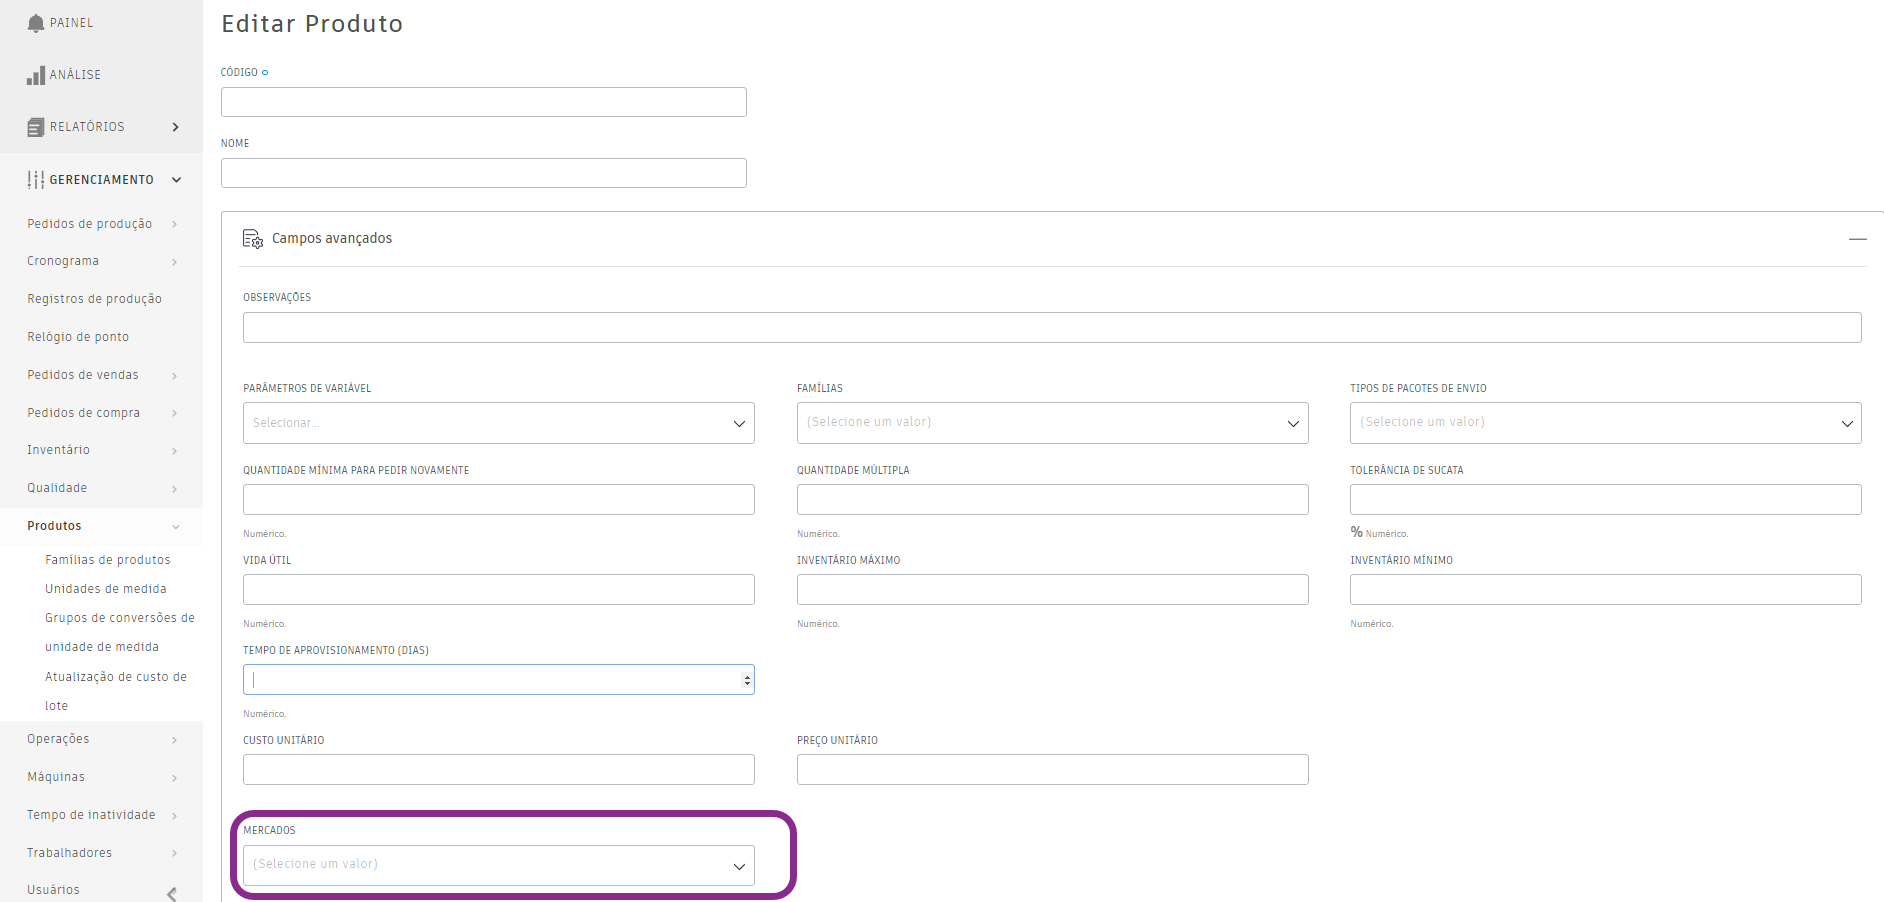 PAINEL
ANÁLISE
RELATÓRIOS
GERENCIAMENTO
Pedidos de produção
Cronograma
Registros de produção
Relógio de ponto
Pedidos de vendas
Pedidos de compra
Inventário
Qualidade
Produtos
Famílias de produtos
Unidades de medida
Grupos de conversões de
unidade de medida
Atualização de custo de
lote
Operações
Máquinas
Tempo de inatividade
Trabalhadores
Usuários
Editar Produto
CÓDIGO
NOME
Campos avançados
OBSERVAÇÕES
PARÂMETROS DE VARIÁVEL
Selecionar...
FAMÍLIAS
(Selecione um valor)
TIPOS DE PACOTES DE ENVIO
(Selecione um valor)
QUANTIDADE MÍNIMA PARA PEDIR NOVAMENTE
Numérico.
QUANTIDADE MÚLTIPLA
Numérico.
TOLERÂNCIA DE SUCATA
% Numérico.
VIDA ÚTIL
Numérico.
INVENTÁRIO MÁXIMO
Numérico.
INVENTÁRIO MÍNIMO
Numérico.
TEMPO DE APROVISIONAMENTO (DIAS)
Numérico.
CUSTO UNITÁRIO
PREÇO UNITÁRIO
MERCADOS
(Selecione um valor)